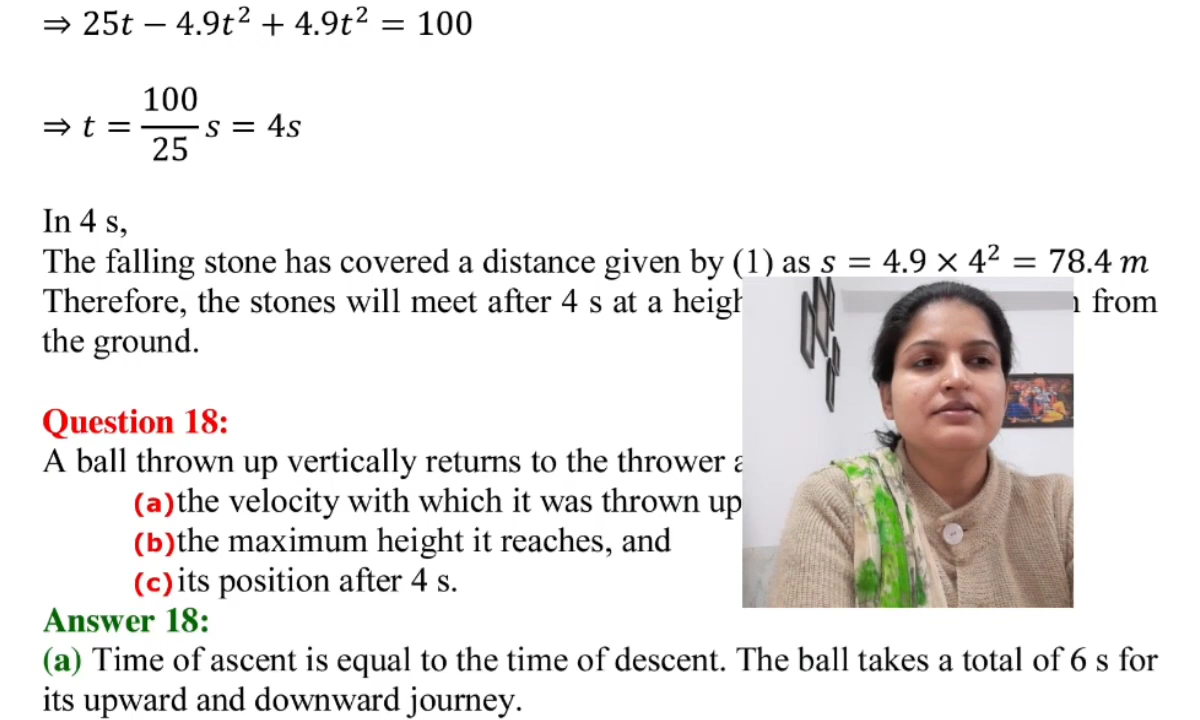 ⇒ 25t − 4.9t² + 4.9t² = 100
⇒ t = 100/25 s = 4s
In 4 s,
The falling stone has covered a distance given by (1) as s = 4.9 × 4² = 78.4 m
Therefore, the stones will meet after 4 s at a from
the ground.
Question 18:
A ball thrown up vertically returns to the thrower
(a)the velocity with which it was thrown up
(b)the maximum height it reaches, and
(c)its position after 4 s.
Answer 18:
(a) Time of ascent is equal to the time of descent. The ball takes a total of 6 s for
its upward and downward journey.